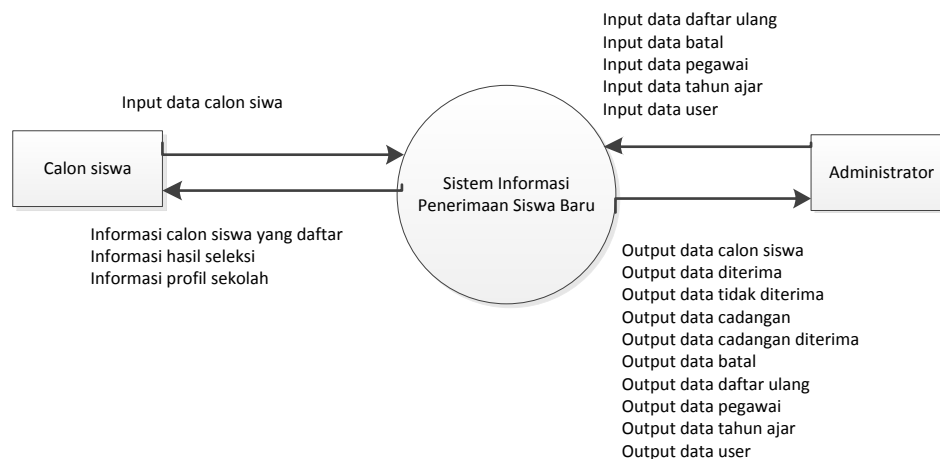 Input data daftar ulang
Input data batal
Input data pegawai
Input data tahun ajar
Input data user
Input data calon siwa
Calon siswa
Sistem Informasi
Penerimaan Siswa Baru
Administrator
Informasi calon siswa yang daftar
Informasi hasil seleksi
Informasi profil sekolah
Output data calon siswa
Output data diterima
Output data tidak diterima
Output data cadangan
Output data cadangan diterima
Output data batal
Output data daftar ulang
Output data pegawai
Output data tahun ajar
Output data user